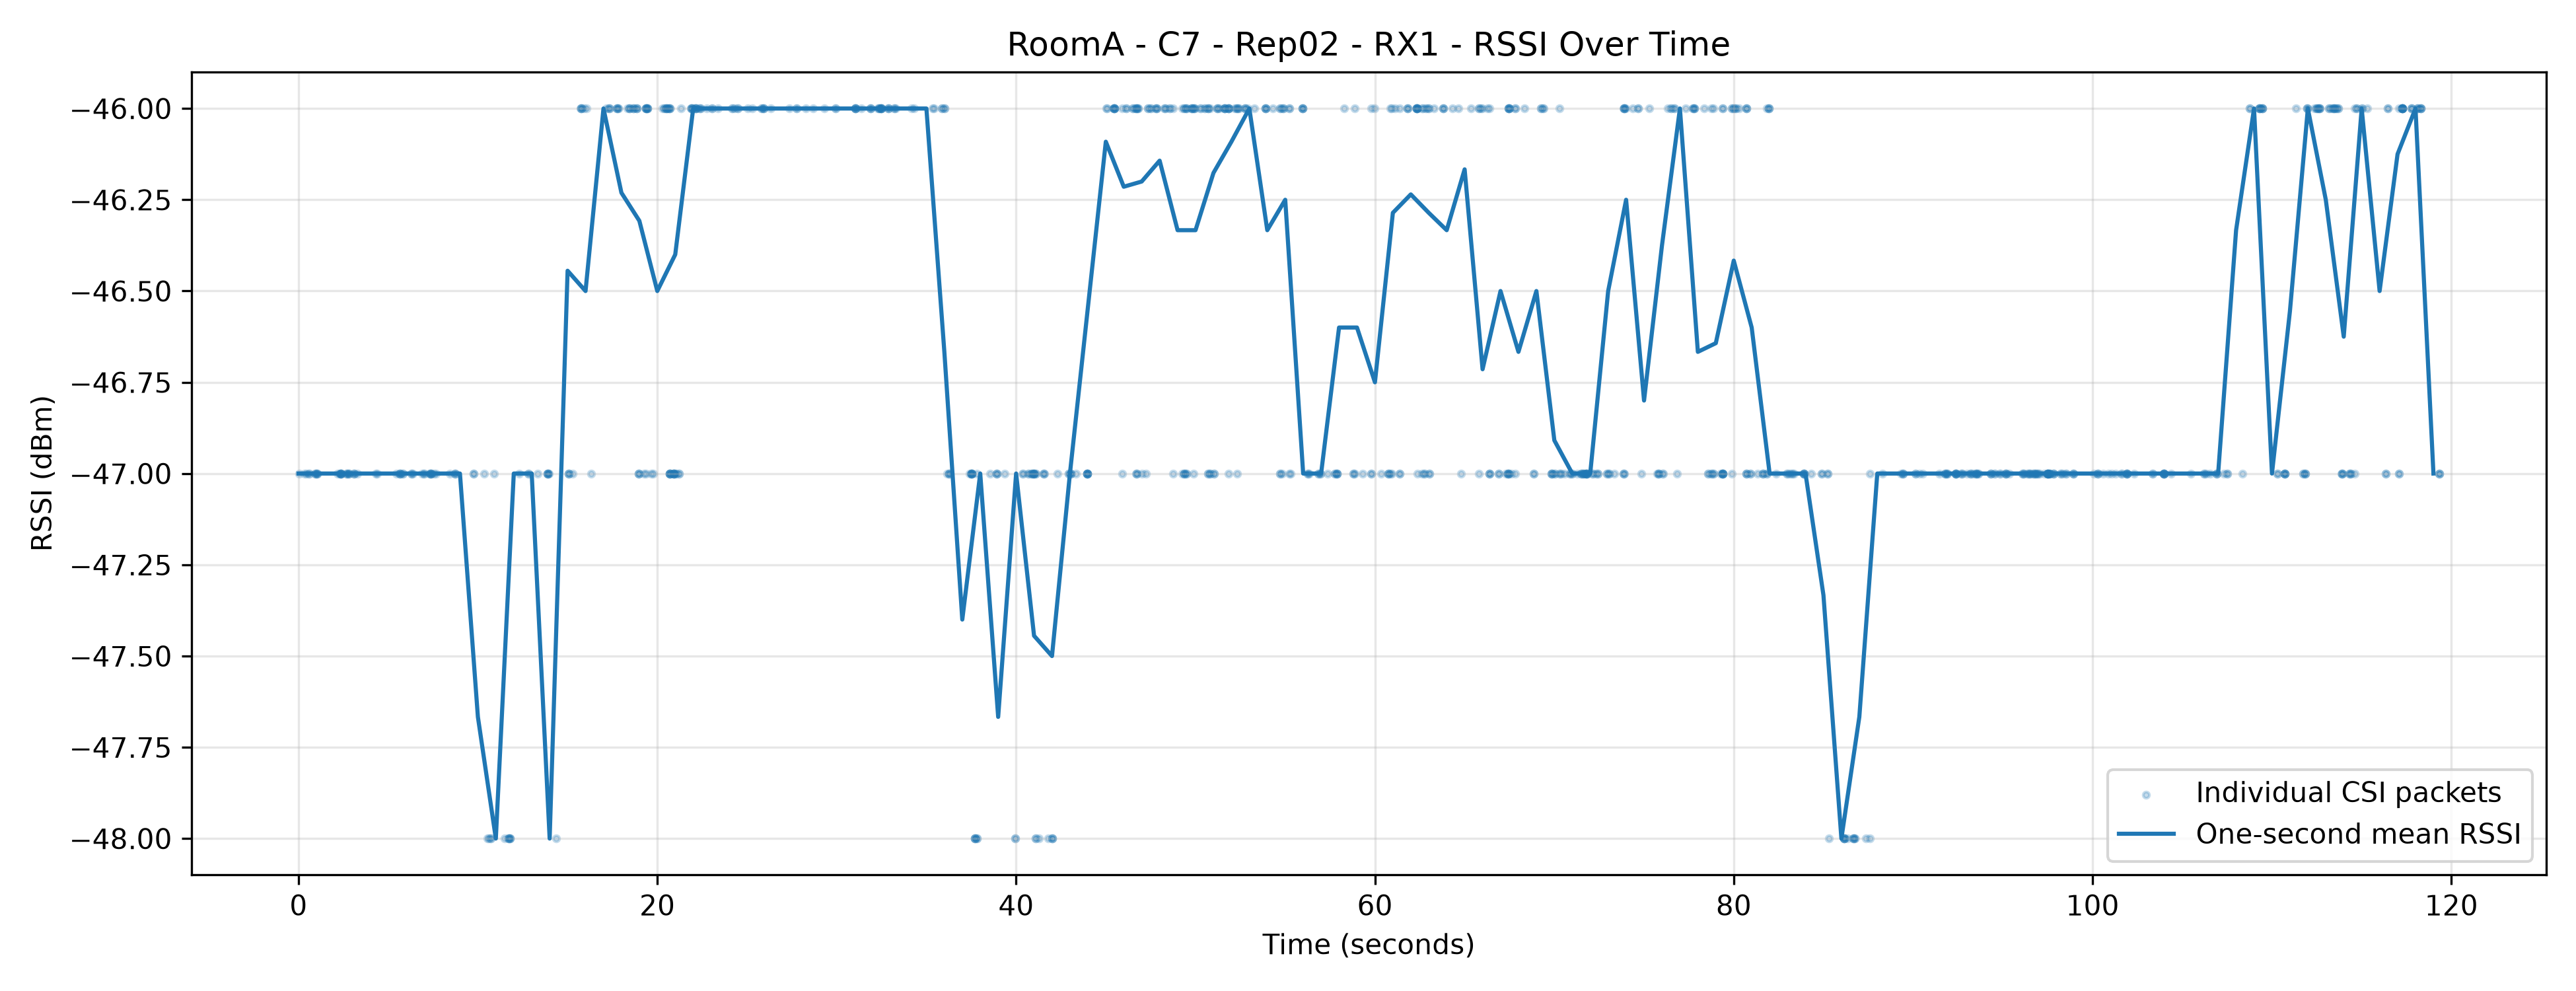 RoomA - C7 - Rep02 - RX1 - RSSI Over Time
RSSI (dBm)
−46.00
−46.25
−46.50
−46.75
−47.00
−47.25
−47.50
−47.75
−48.00
Individual CSI packets
One-second mean RSSI
0 20 40 60 80 100 120
Time (seconds)